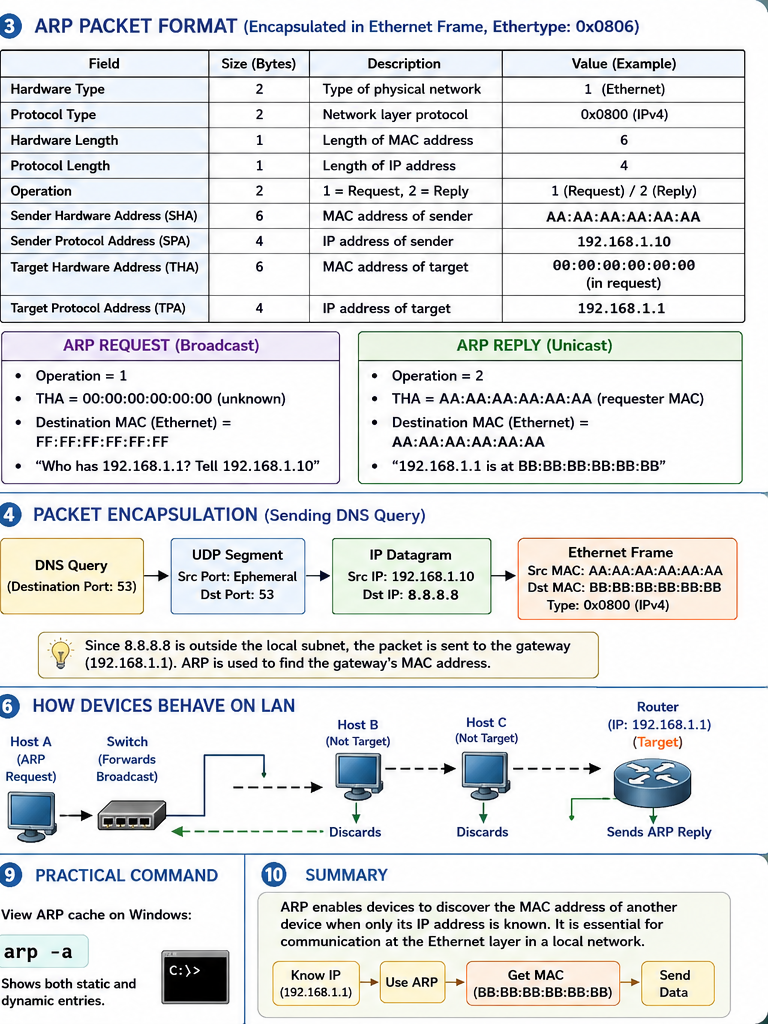 3 ARP PACKET FORMAT (Encapsulated in Ethernet Frame, Ethertype: 0x0806)
Field Size (Bytes) Description Value (Example)
Hardware Type 2 Type of physical network 1 (Ethernet)
Protocol Type 2 Network layer protocol 0x0800 (IPv4)
Hardware Length 1 Length of MAC address 6
Protocol Length 1 Length of IP address 4
Operation 2 1 = Request, 2 = Reply 1 (Request) / 2 (Reply)
Sender Hardware Address (SHA) 6 MAC address of sender AA:AA:AA:AA:AA:AA
Sender Protocol Address (SPA) 4 IP address of sender 192.168.1.10
Target Hardware Address (THA) 6 MAC address of target 00:00:00:00:00:00
(in request)
Target Protocol Address (TPA) 4 IP address of target 192.168.1.1
ARP REQUEST (Broadcast)
• Operation = 1
• THA = 00:00:00:00:00:00 (unknown)
• Destination MAC (Ethernet) =
FF:FF:FF:FF:FF:FF
• “Who has 192.168.1.1? Tell 192.168.1.10”
ARP REPLY (Unicast)
• Operation = 2
• THA = AA:AA:AA:AA:AA:AA (requester MAC)
• Destination MAC (Ethernet) =
AA:AA:AA:AA:AA:AA
• “192.168.1.1 is at BB:BB:BB:BB:BB:BB”
4 PACKET ENCAPSULATION (Sending DNS Query)
DNS Query
(Destination Port: 53)
UDP Segment
Src Port: Ephemeral
Dst Port: 53
IP Datagram
Src IP: 192.168.1.10
Dst IP: 8.8.8.8
Ethernet Frame
Src MAC: AA:AA:AA:AA:AA:AA
Dst MAC: BB:BB:BB:BB:BB:BB
Type: 0x0800 (IPv4)
Since 8.8.8.8 is outside the local subnet, the packet is sent to the gateway
(192.168.1.1). ARP is used to find the gateway’s MAC address.
6 HOW DEVICES BEHAVE ON LAN
Host A
(ARP
Request)
Switch
(Forwards
Broadcast)
Host B
(Not Target)
Discards
Host C
(Not Target)
Discards
Router
(IP: 192.168.1.1)
(Target)
Sends ARP Reply
9 PRACTICAL COMMAND
View ARP cache on Windows:
arp -a
Shows both static and
dynamic entries.
C:\>
10 SUMMARY
ARP enables devices to discover the MAC address of another
device when only its IP address is known. It is essential for
communication at the Ethernet layer in a local network.
Know IP
(192.168.1.1)
Use ARP
Get MAC
(BB:BB:BB:BB:BB:BB)
Send
Data